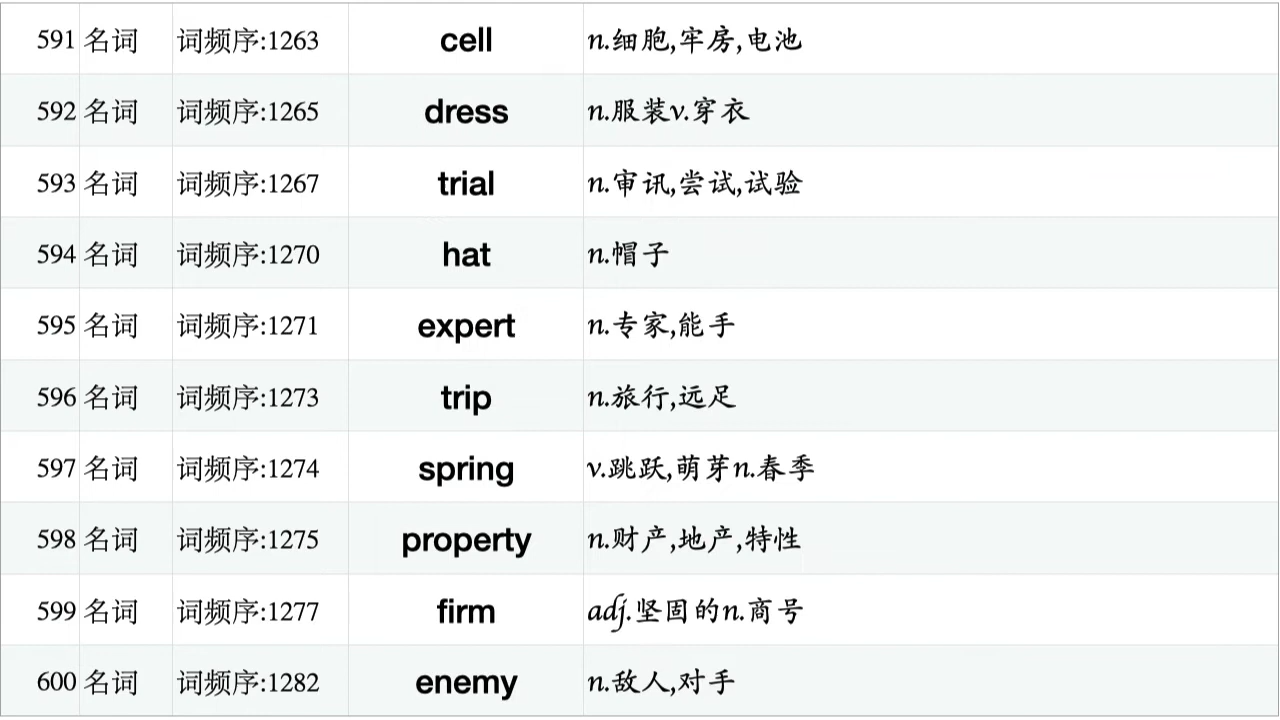 591 名词 词频序:1263 cell n.细胞,牢房,电池
592 名词 词频序:1265 dress n.服装v.穿衣
593 名词 词频序:1267 trial n.审讯,尝试,试验
594 名词 词频序:1270 hat n.帽子
595 名词 词频序:1271 expert n.专家,能手
596 名词 词频序:1273 trip n.旅行,远足
597 名词 词频序:1274 spring v.跳跃,萌芽n.春季
598 名词 词频序:1275 property n.财产,地产,特性
599 名词 词频序:1277 firm adj.坚固的n.商号
600 名词 词频序:1282 enemy n.敌人,对手